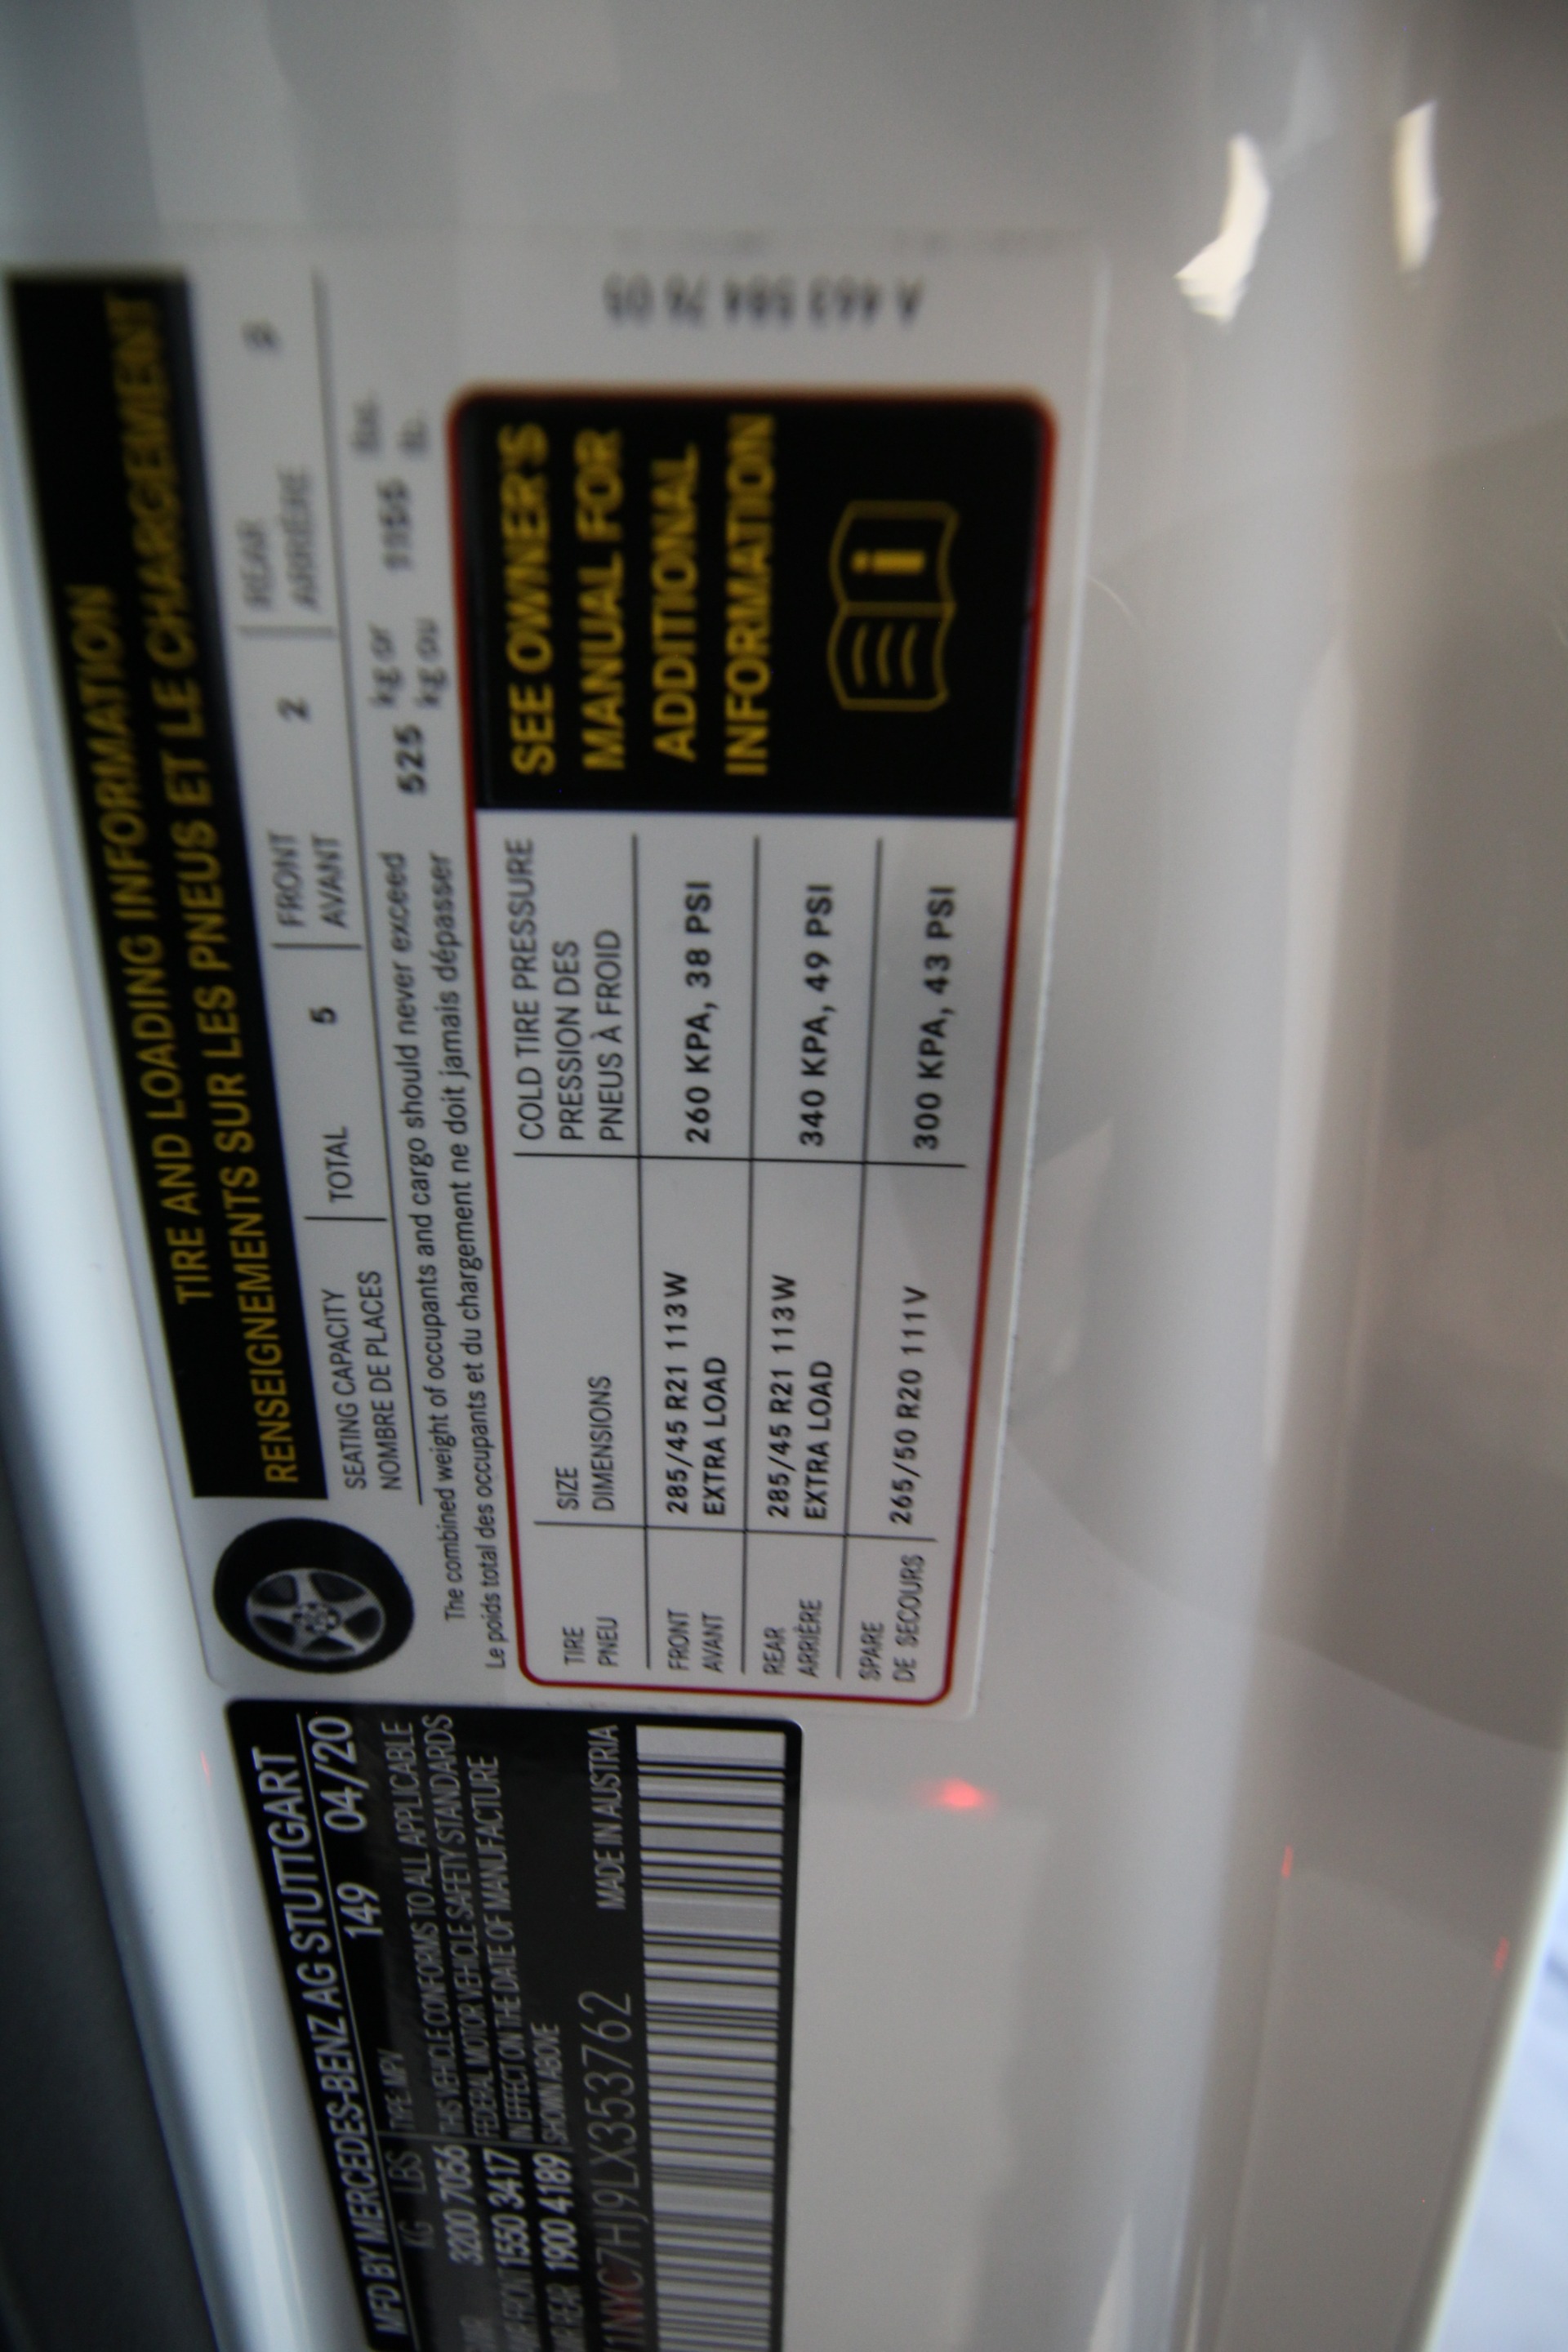 MFD BY MERCEDES-BENZ AG STUTTGART
149 04/20
KG LBS TYPE: MPV
3200 7056
FRONT 1550 3417
REAR 1900 4189
THIS VEHICLE CONFORMS TO ALL APPLICABLE
FEDERAL MOTOR VEHICLE SAFETY STANDARDS
IN EFFECT ON THE DATE OF MANUFACTURE
SHOWN ABOVE
MADE IN AUSTRIA
1NYC7HJ9LX353762
TIRE AND LOADING INFORMATION
RENSEIGNEMENTS SUR LES PNEUS ET LE CHARGEMENT
SEATING CAPACITY TOTAL 5 FRONT 2 REAR
NOMBRE DE PLACES AVANT ARRIÈRE
The combined weight of occupants and cargo should never exceed 525 kg or 1155
Le poids total des occupants et du chargement ne doit jamais dépasser kg ou
TIRE SIZE COLD TIRE PRESSURE
PNEU DIMENSIONS PRESSION DES
PNEUS À FROID
FRONT 285/45 R21 113W 260 KPA, 38 PSI
AVANT EXTRA LOAD
REAR 285/45 R21 113W 340 KPA, 49 PSI
ARRIÈRE EXTRA LOAD
SPARE 265/50 R20 111V 300 KPA, 43 PSI
DE SECOURS
SEE OWNER'S
MANUAL FOR
ADDITIONAL
INFORMATION
A 463 584 76 05